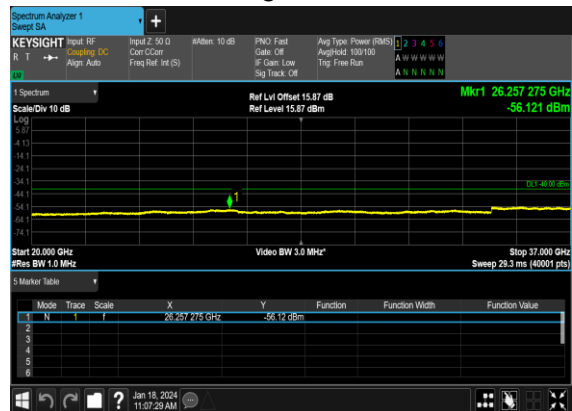 Spectrum Analyzer 1
Swept SA
+
KEYSIGHT Input: RF Input Z: 50 Ω #Atten: 10 dB PNO: Fast Avg Type: Power (RMS) 1 2 3 4 5 6
R T Coupling: DC Corr CCorr Gate: Off Avg|Hold: 100/100 A W W W W W
Align: Auto Freq Ref: Int (S) IF Gain: Low Trig: Free Run
LXI Sig Track: Off A N N N N N
1 Spectrum Ref Lvl Offset 15.87 dB Mkr1 26.257 275 GHz
Scale/Div 10 dB Ref Level 15.87 dBm -56.121 dBm
Log
5.87
-4.13
-14.1
-24.1
-34.1
DL1 -40.00 dBm
-44.1
1
-54.1
-64.1
-74.1
Start 20.000 GHz Video BW 3.0 MHz* Stop 37.000 GHz
#Res BW 1.0 MHz Sweep 29.3 ms (40001 pts)
5 Marker Table
Mode Trace Scale X Y Function Function Width Function Value
1 N 1 f 26.257 275 GHz -56.12 dBm
2
3
4
5
6
? Jan 18, 2024
11:07:29 AM